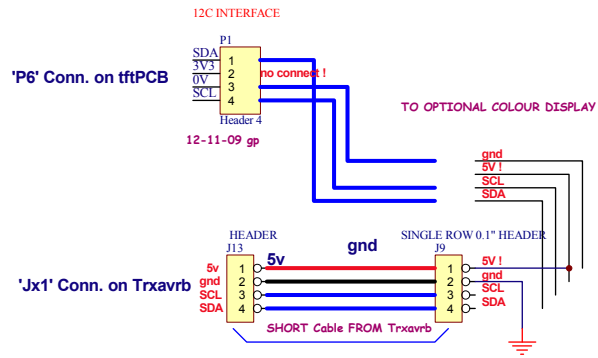 12C INTERFACE
P1
SDA 1
3V3 2 no connect !
0V 3
SCL 4
'P6' Conn. on tftPCB
Header 4
12-11-09 gp
TO OPTIONAL COLOUR DISPLAY
gnd
5V !
SCL
SDA
HEADER
J13
gnd
SINGLE ROW 0.1" HEADER
J9
5v 1 5v 1 5V !
gnd 2 2 gnd
SCL 3 3 SCL
SDA 4 4 SDA
'Jx1' Conn. on Trxavrb
SHORT Cable FROM Trxavrb